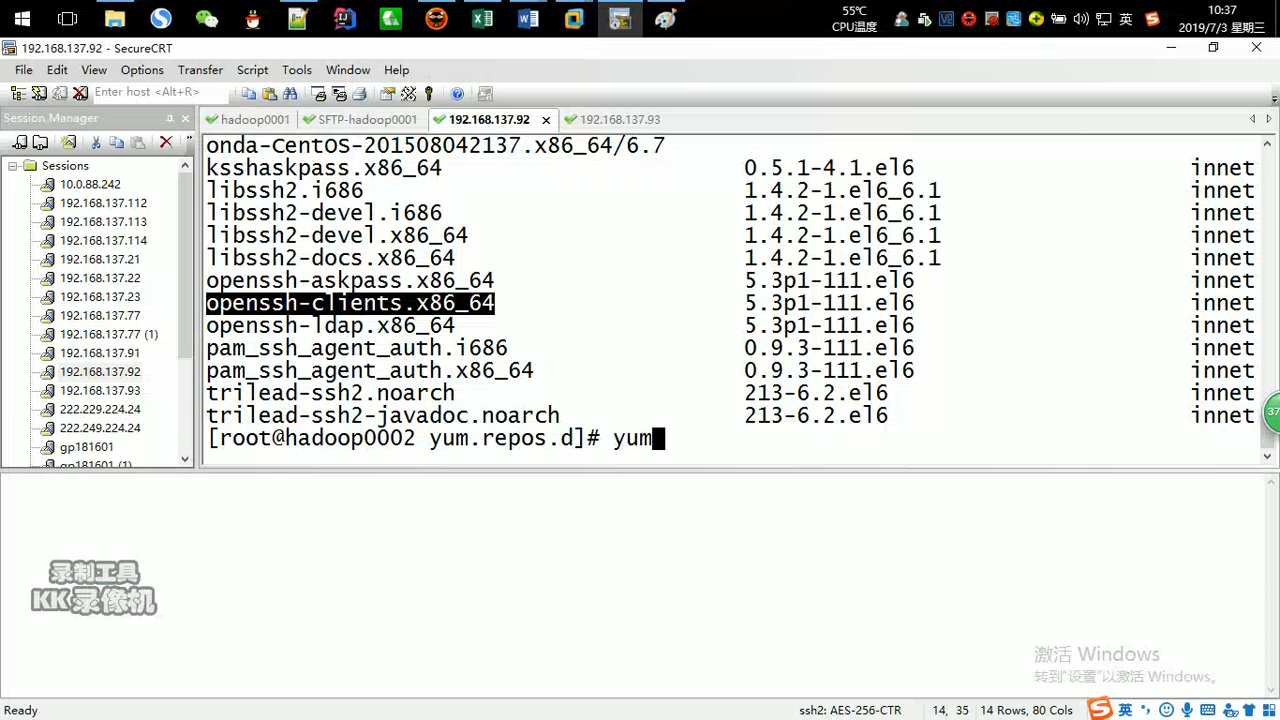 55℃
CPU温度
英
10:37
2019/7/3 星期三
192.168.137.92 - SecureCRT
File Edit View Options Transfer Script Tools Window Help
Enter host <Alt+R>
Session Manager
hadoop0001 SFTP-hadoop0001 192.168.137.92 192.168.137.93
Sessions
10.0.88.242
192.168.137.112
192.168.137.113
192.168.137.114
192.168.137.21
192.168.137.22
192.168.137.23
192.168.137.77
192.168.137.77 (1)
192.168.137.91
192.168.137.92
192.168.137.93
222.229.224.24
222.249.224.24
gp181601
gp181601 (1)
onda-CentOS-201508042137.x86_64/6.7
ksshaskpass.x86_64 0.5.1-4.1.el6 innet
libssh2.i686 1.4.2-1.el6_6.1 innet
libssh2-devel.i686 1.4.2-1.el6_6.1 innet
libssh2-devel.x86_64 1.4.2-1.el6_6.1 innet
libssh2-docs.x86_64 1.4.2-1.el6_6.1 innet
openssh-askpass.x86_64 5.3p1-111.el6 innet
openssh-clients.x86_64 5.3p1-111.el6 innet
openssh-ldap.x86_64 5.3p1-111.el6 innet
pam_ssh_agent_auth.i686 0.9.3-111.el6 innet
pam_ssh_agent_auth.x86_64 0.9.3-111.el6 innet
trilead-ssh2.noarch 213-6.2.el6 innet
trilead-ssh2-javadoc.noarch 213-6.2.el6 innet
[root@hadoop0002 yum.repos.d]# yum
37
录制工具
KK录像机
激活 Windows
转到“设置”以激活 Windows。
Ready ssh2: AES-256-CTR 14, 35 14 Rows, 80 Cols
英